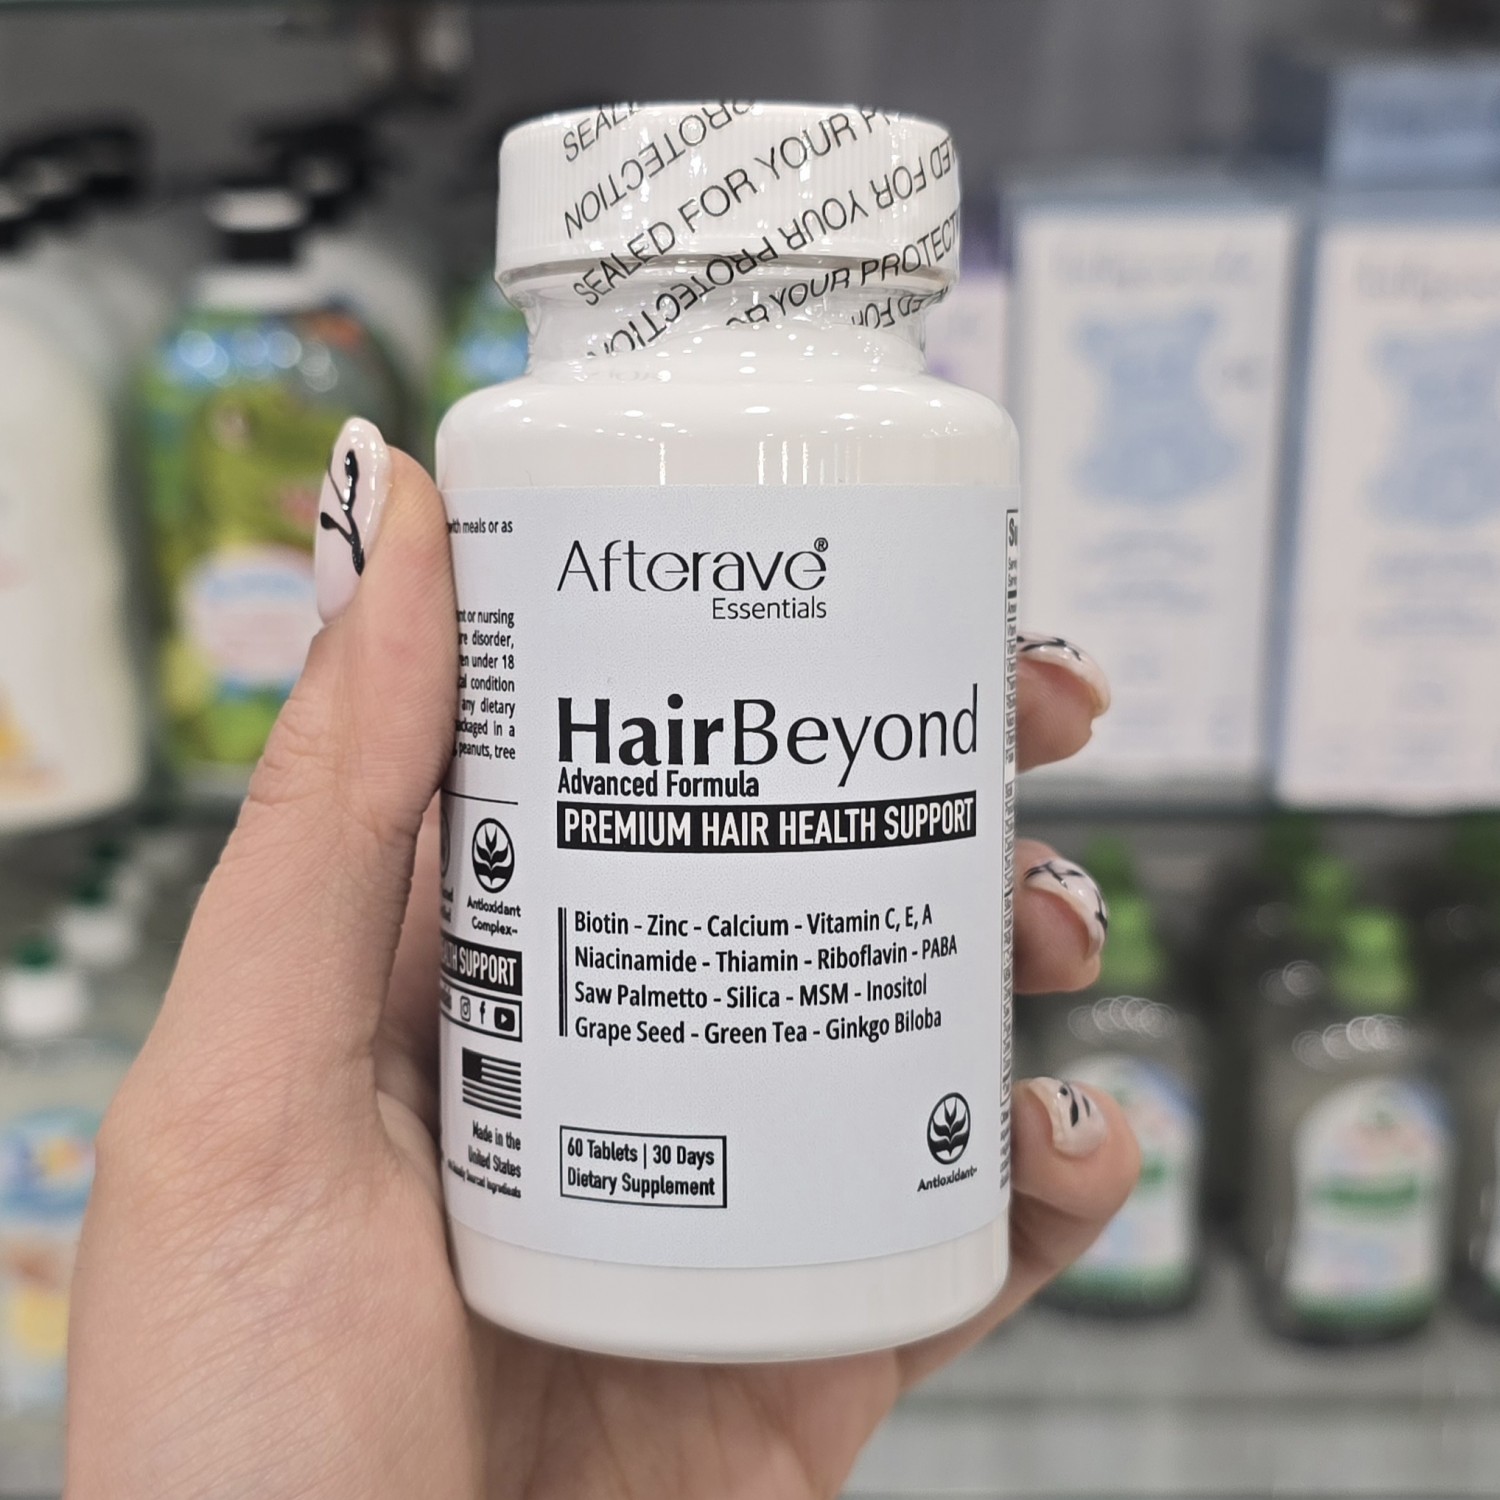 SEALED FOR YOUR
PROTECTION
YOUR PROTECTION
with meals or as
or nursing
disorder,
under 18
condition
any dietary
packaged in a
peanuts, tree
Antioxidant
Complex~
SUPPORT
Made in the
United States
Ingredients
Afterave®
Essentials
HairBeyond
Advanced Formula
PREMIUM HAIR HEALTH SUPPORT
Biotin - Zinc - Calcium - Vitamin C, E, A
Niacinamide - Thiamin - Riboflavin - PABA
Saw Palmetto - Silica - MSM - Inositol
Grape Seed - Green Tea - Ginkgo Biloba
60 Tablets | 30 Days
Dietary Supplement
Antioxidant~